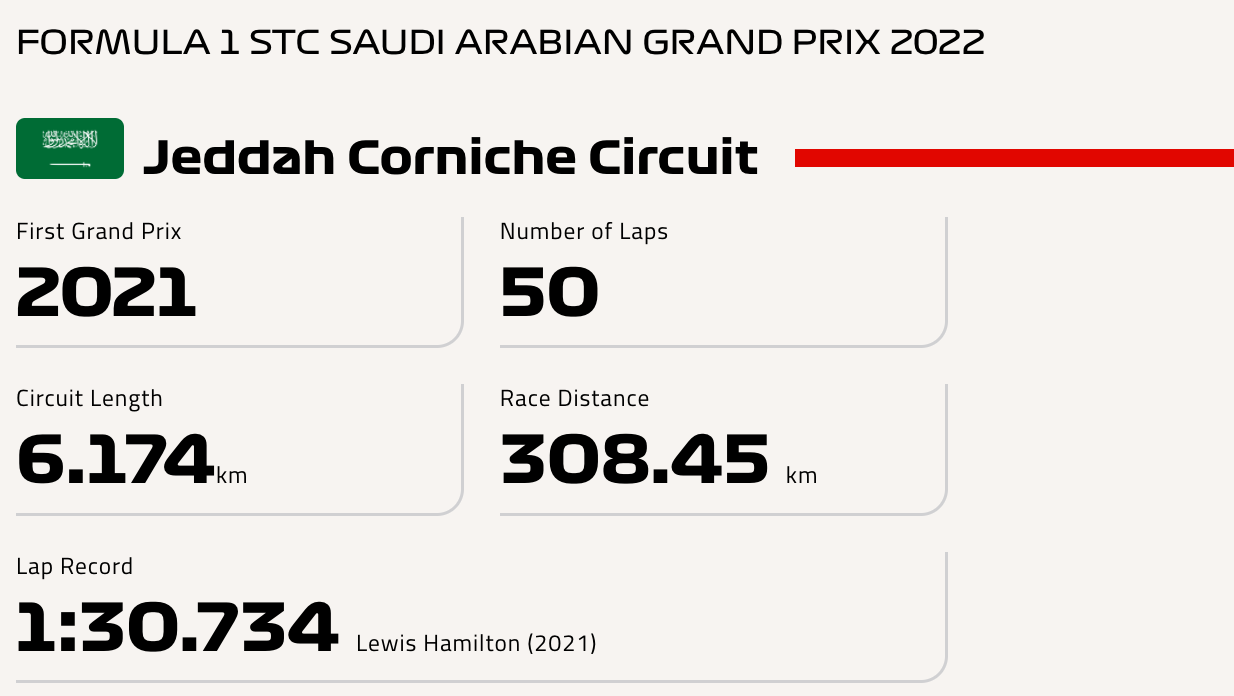 FORMULA 1 STC SAUDI ARABIAN GRAND PRIX 2022
Jeddah Corniche Circuit
First Grand Prix
2021
Number of Laps
50
Circuit Length
6.174km
Race Distance
308.45 km
Lap Record
1:30.734 Lewis Hamilton (2021)